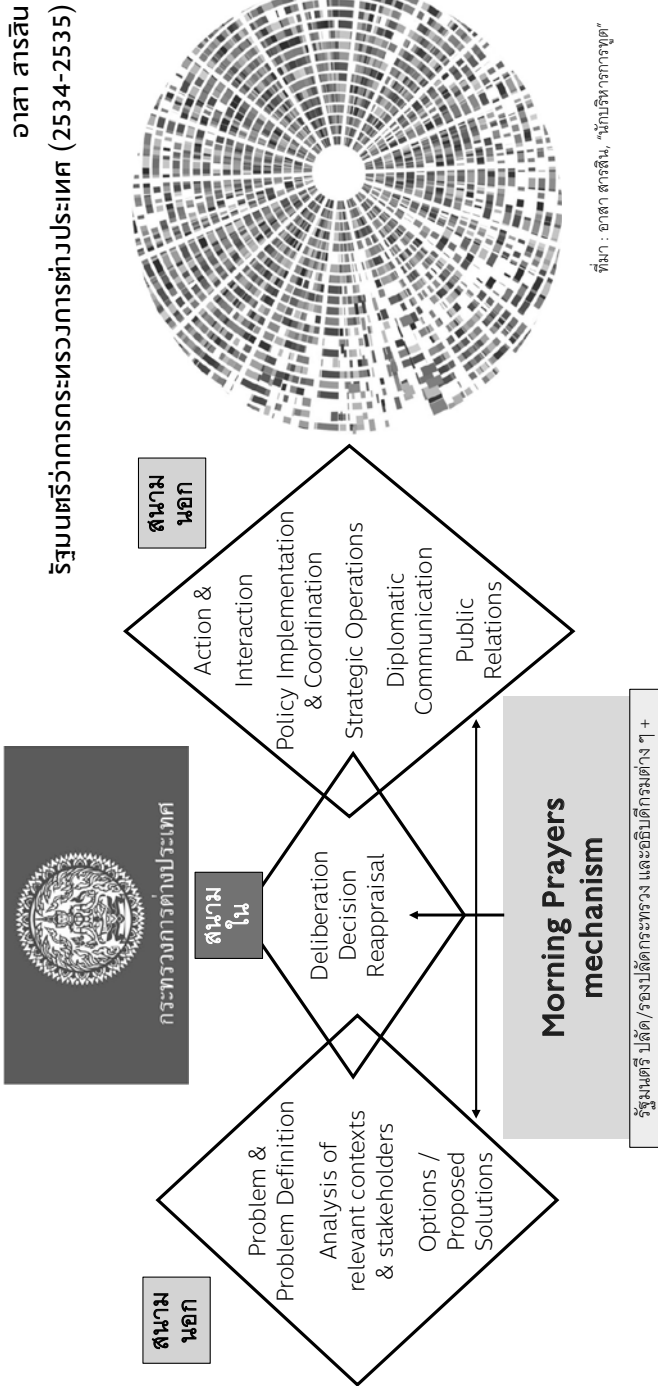 อาสา สารสิน
รัฐมนตรีว่าการกระทรวงการต่างประเทศ (2534-2535)
กระทรวงการต่างประเทศ
สนาม
นอก
Problem &
Problem Definition
Analysis of
relevant contexts
& stakeholders
Options /
Proposed
Solutions
สนาม
ใน
Deliberation
Decision
Reappraisal
สนาม
นอก
Action &
Interaction
Policy Implementation
& Coordination
Strategic Operations
Diplomatic
Communication
Public
Relations
Morning Prayers
mechanism
รัฐมนตรี ปลัด/รองปลัดกระทรวง และอธิบดีกรมต่าง ๆ +
ที่มา : อาสา สารสิน, "นักบริหารการทูต"